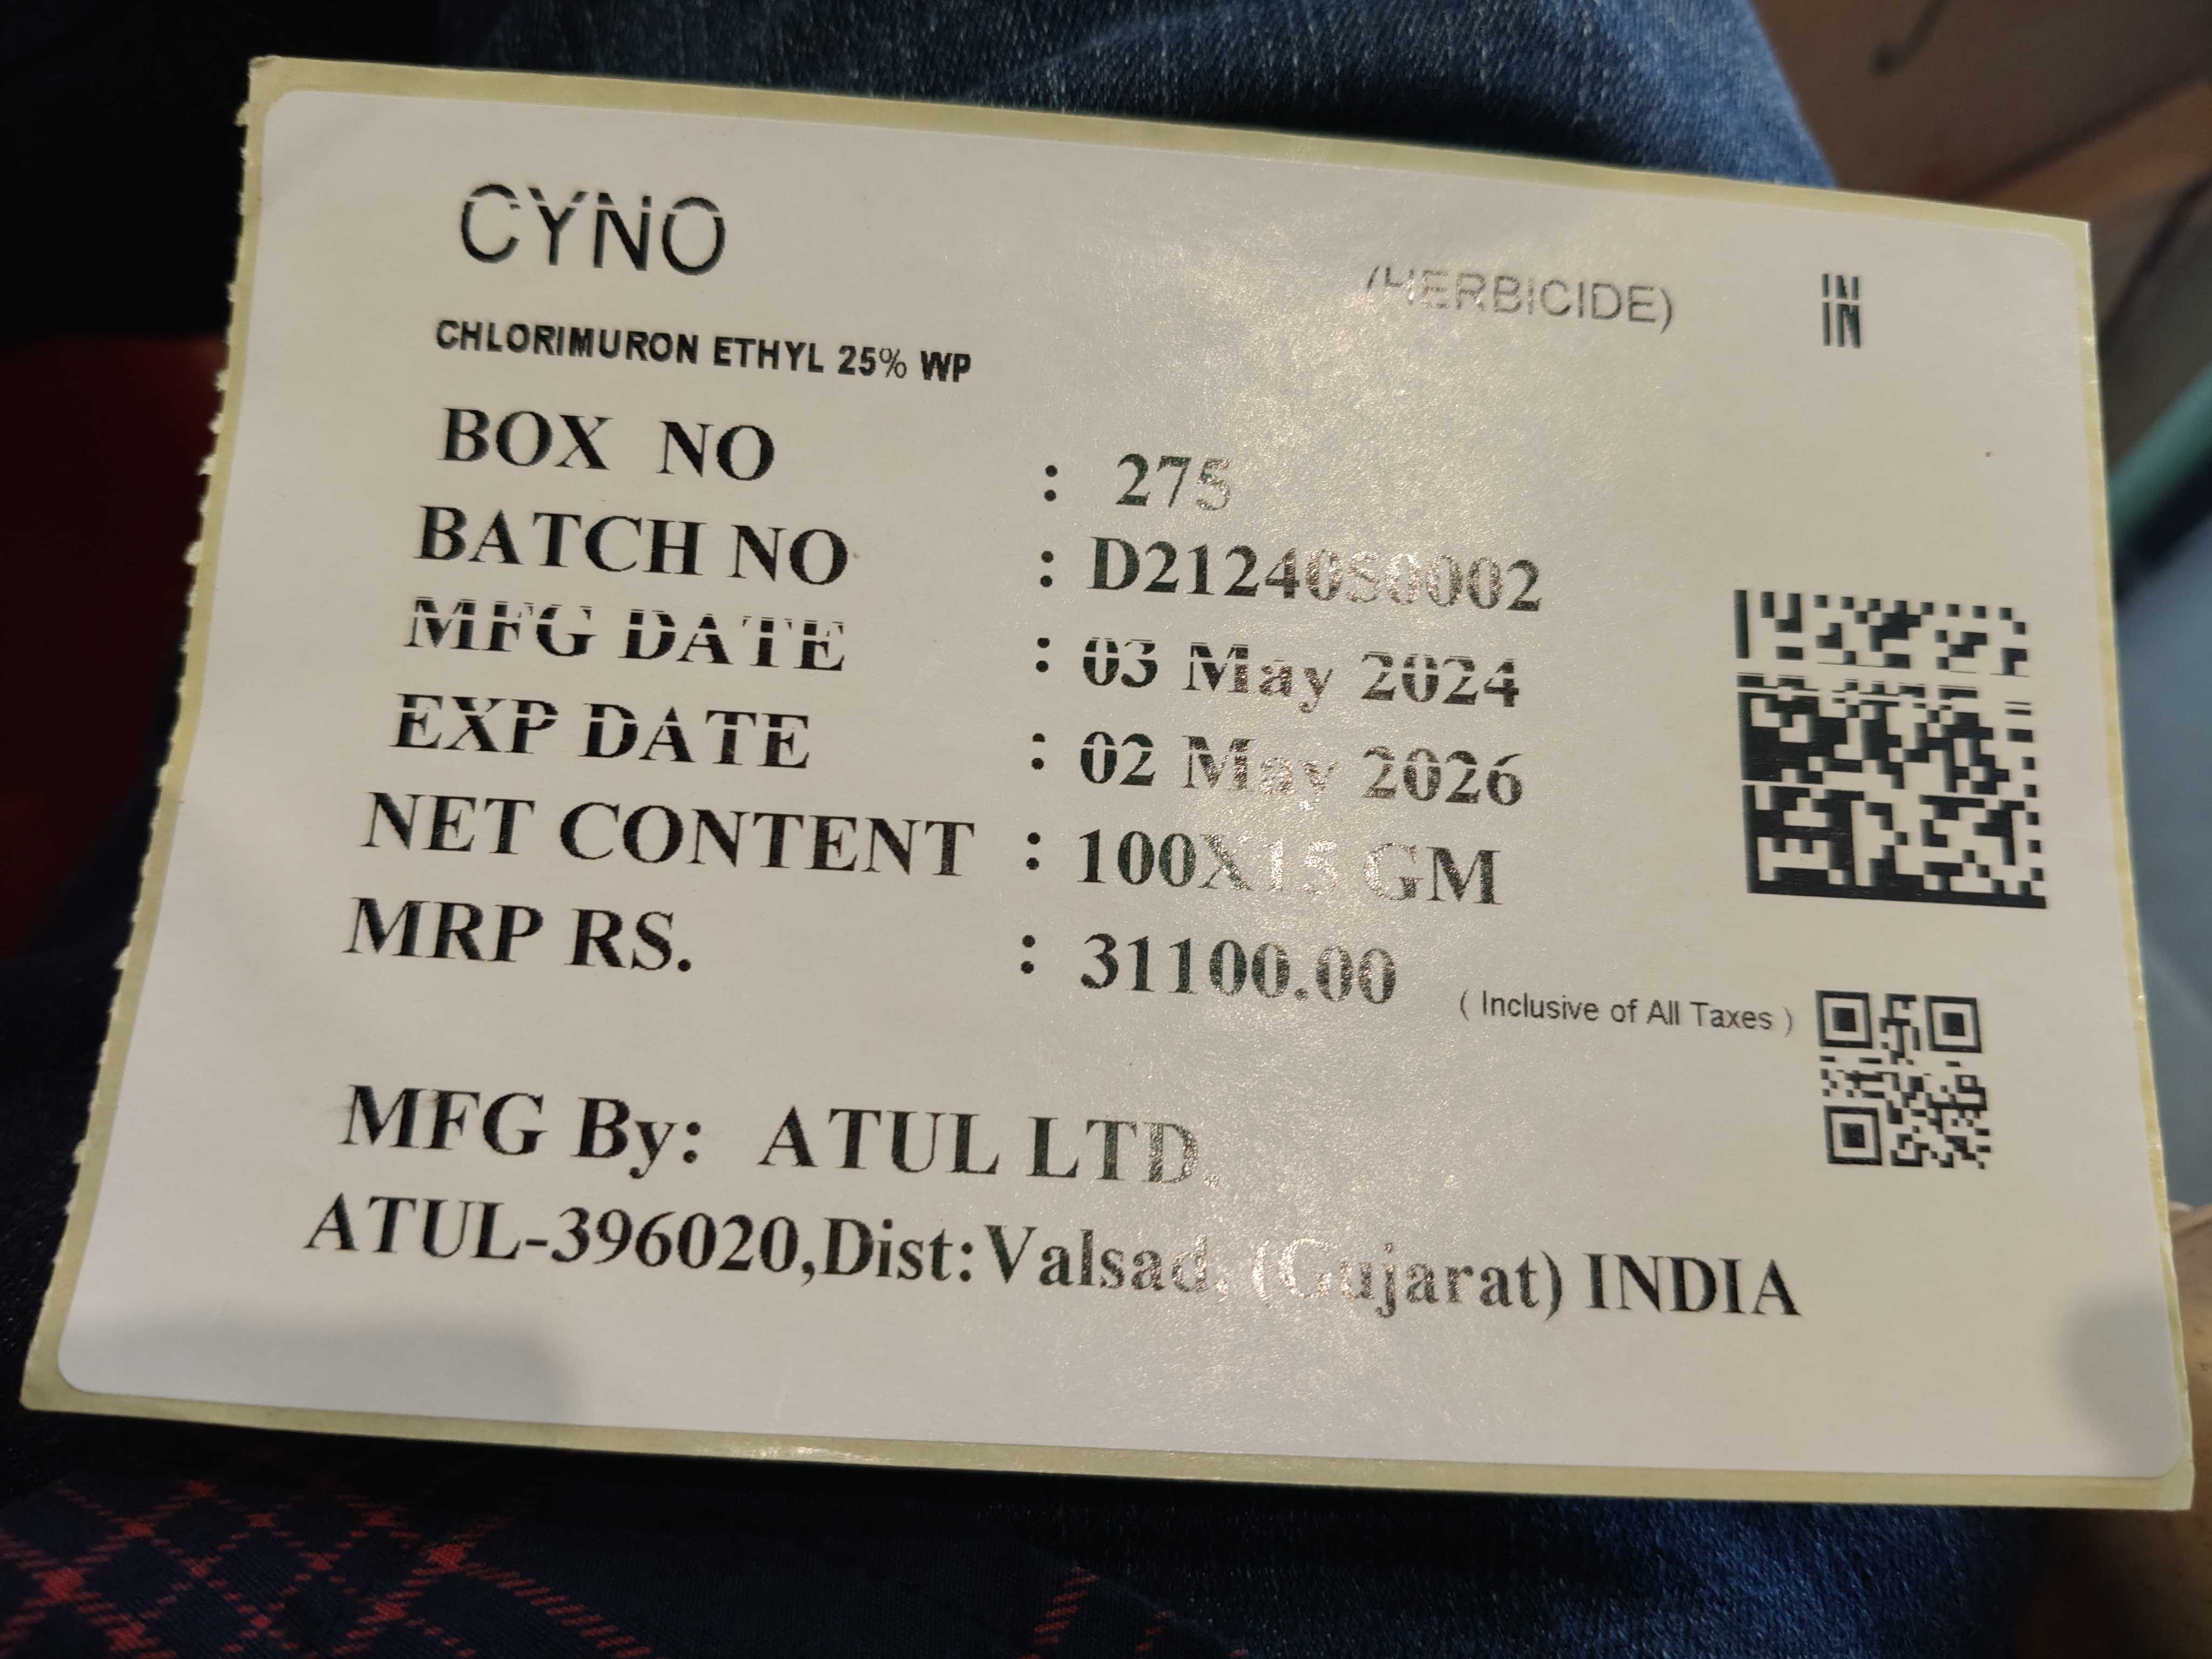 CYNO (HERBICIDE) IN
CHLORIMURON ETHYL 25% WP
BOX NO : 275
BATCH NO : D21240S0002
MFG DATE : 03 May 2024
EXP DATE : 02 May 2026
NET CONTENT : 100X15 GM
MRP RS. : 31100.00 ( Inclusive of All Taxes )
MFG By: ATUL LTD.
ATUL-396020,Dist:Valsad, (Gujarat) INDIA